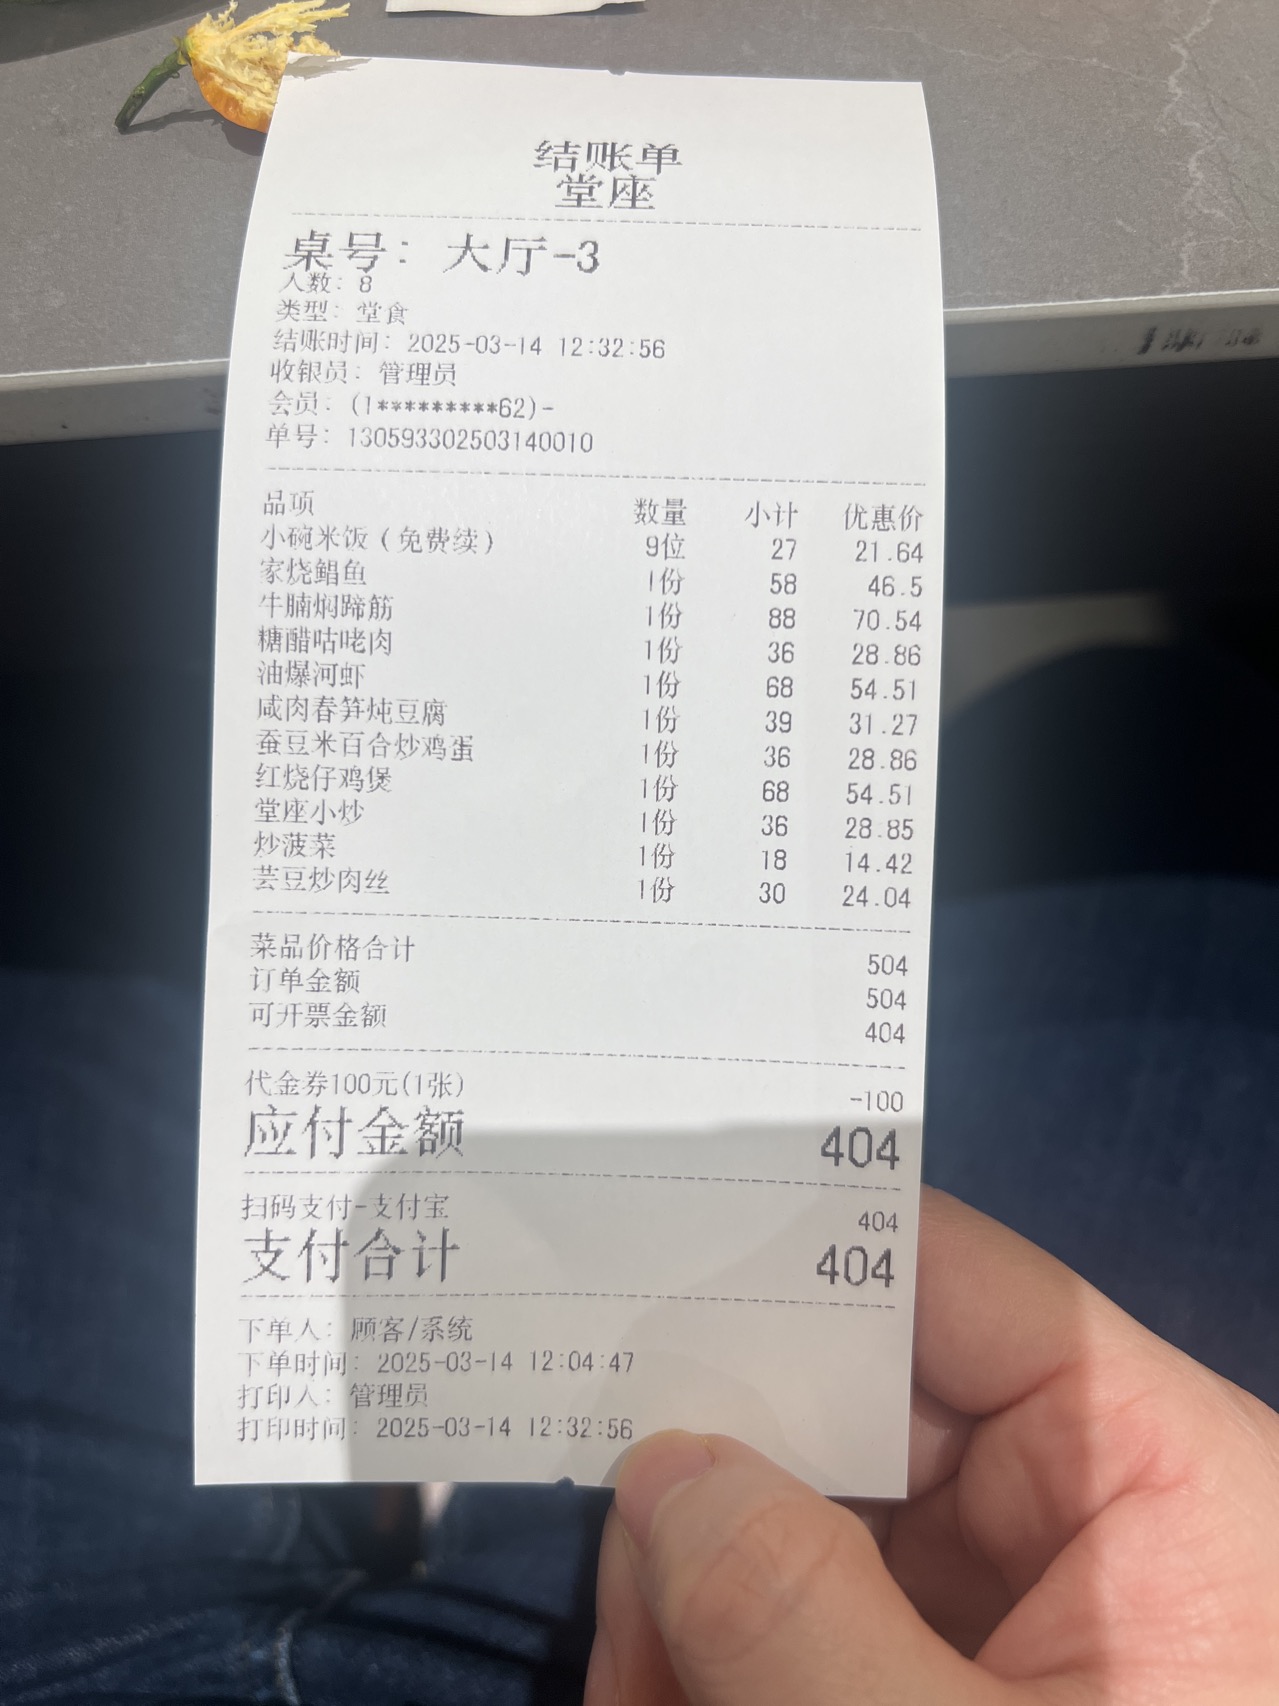 结账单
堂座
桌号: 大厅-3
人数: 8
类型: 堂食
结账时间: 2025-03-14 12:32:56
收银员: 管理员
会员: (1*********62)-
单号: 130593302503140010
品项 数量 小计 优惠价
小碗米饭(免费续) 9位 27 21.64
家烧鲳鱼 1份 58 46.5
牛腩焖蹄筋 1份 88 70.54
糖醋咕咾肉 1份 36 28.86
油爆河虾 1份 68 54.51
咸肉春笋炖豆腐 1份 39 31.27
蚕豆米百合炒鸡蛋 1份 36 28.86
红烧仔鸡煲 1份 68 54.51
堂座小炒 1份 36 28.85
炒菠菜 1份 18 14.42
芸豆炒肉丝 1份 30 24.04
菜品价格合计 504
订单金额 504
可开票金额 404
代金券100元(1张) -100
应付金额 404
扫码支付-支付宝 404
支付合计 404
下单人: 顾客/系统
下单时间: 2025-03-14 12:04:47
打印人: 管理员
打印时间: 2025-03-14 12:32:56